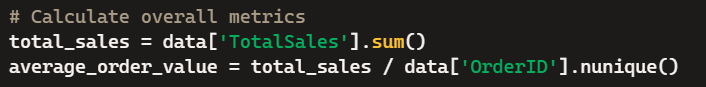 # Calculate overall metrics
total_sales = data['TotalSales'].sum()
average_order_value = total_sales / data['OrderID'].nunique()